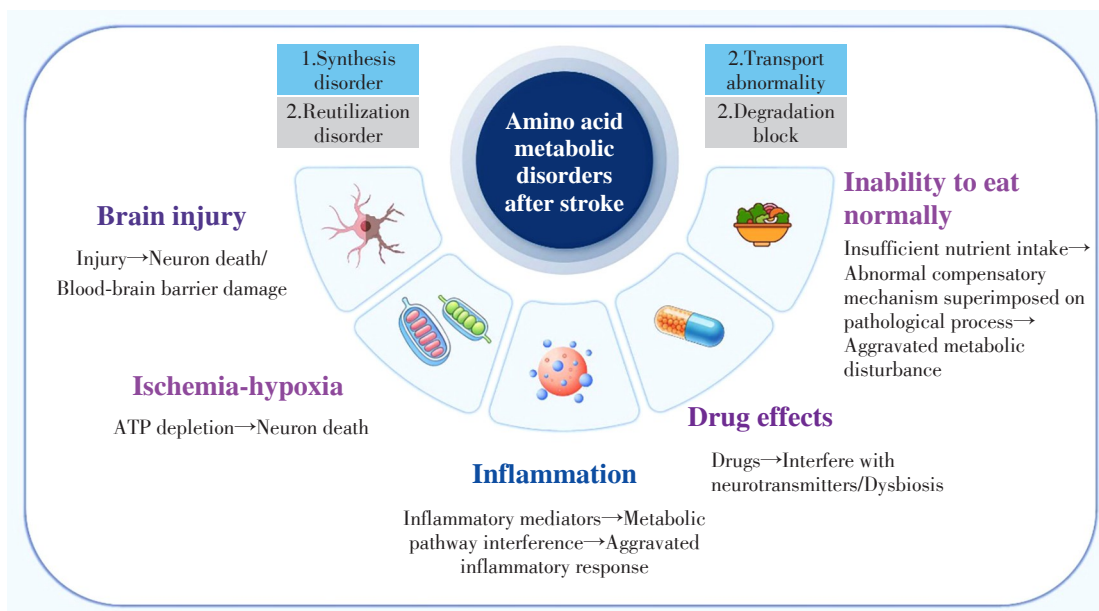 1.Synthesis
disorder
2.Reutilization
disorder
2.Transport
abnormality
2.Degradation
block
Amino acid
metabolic
disorders
after stroke
Brain injury
Injury→Neuron death/
Blood-brain barrier damage
Ischemia-hypoxia
ATP depletion→Neuron death
Inflammation
Inflammatory mediators→Metabolic
pathway interference→Aggravated
inflammatory response
Drug effects
Drugs→Interfere with
neurotransmitters/Dysbiosis
Inability to eat
normally
Insufficient nutrient intake→
Abnormal compensatory
mechanism superimposed on
pathological process→
Aggravated metabolic
disturbance